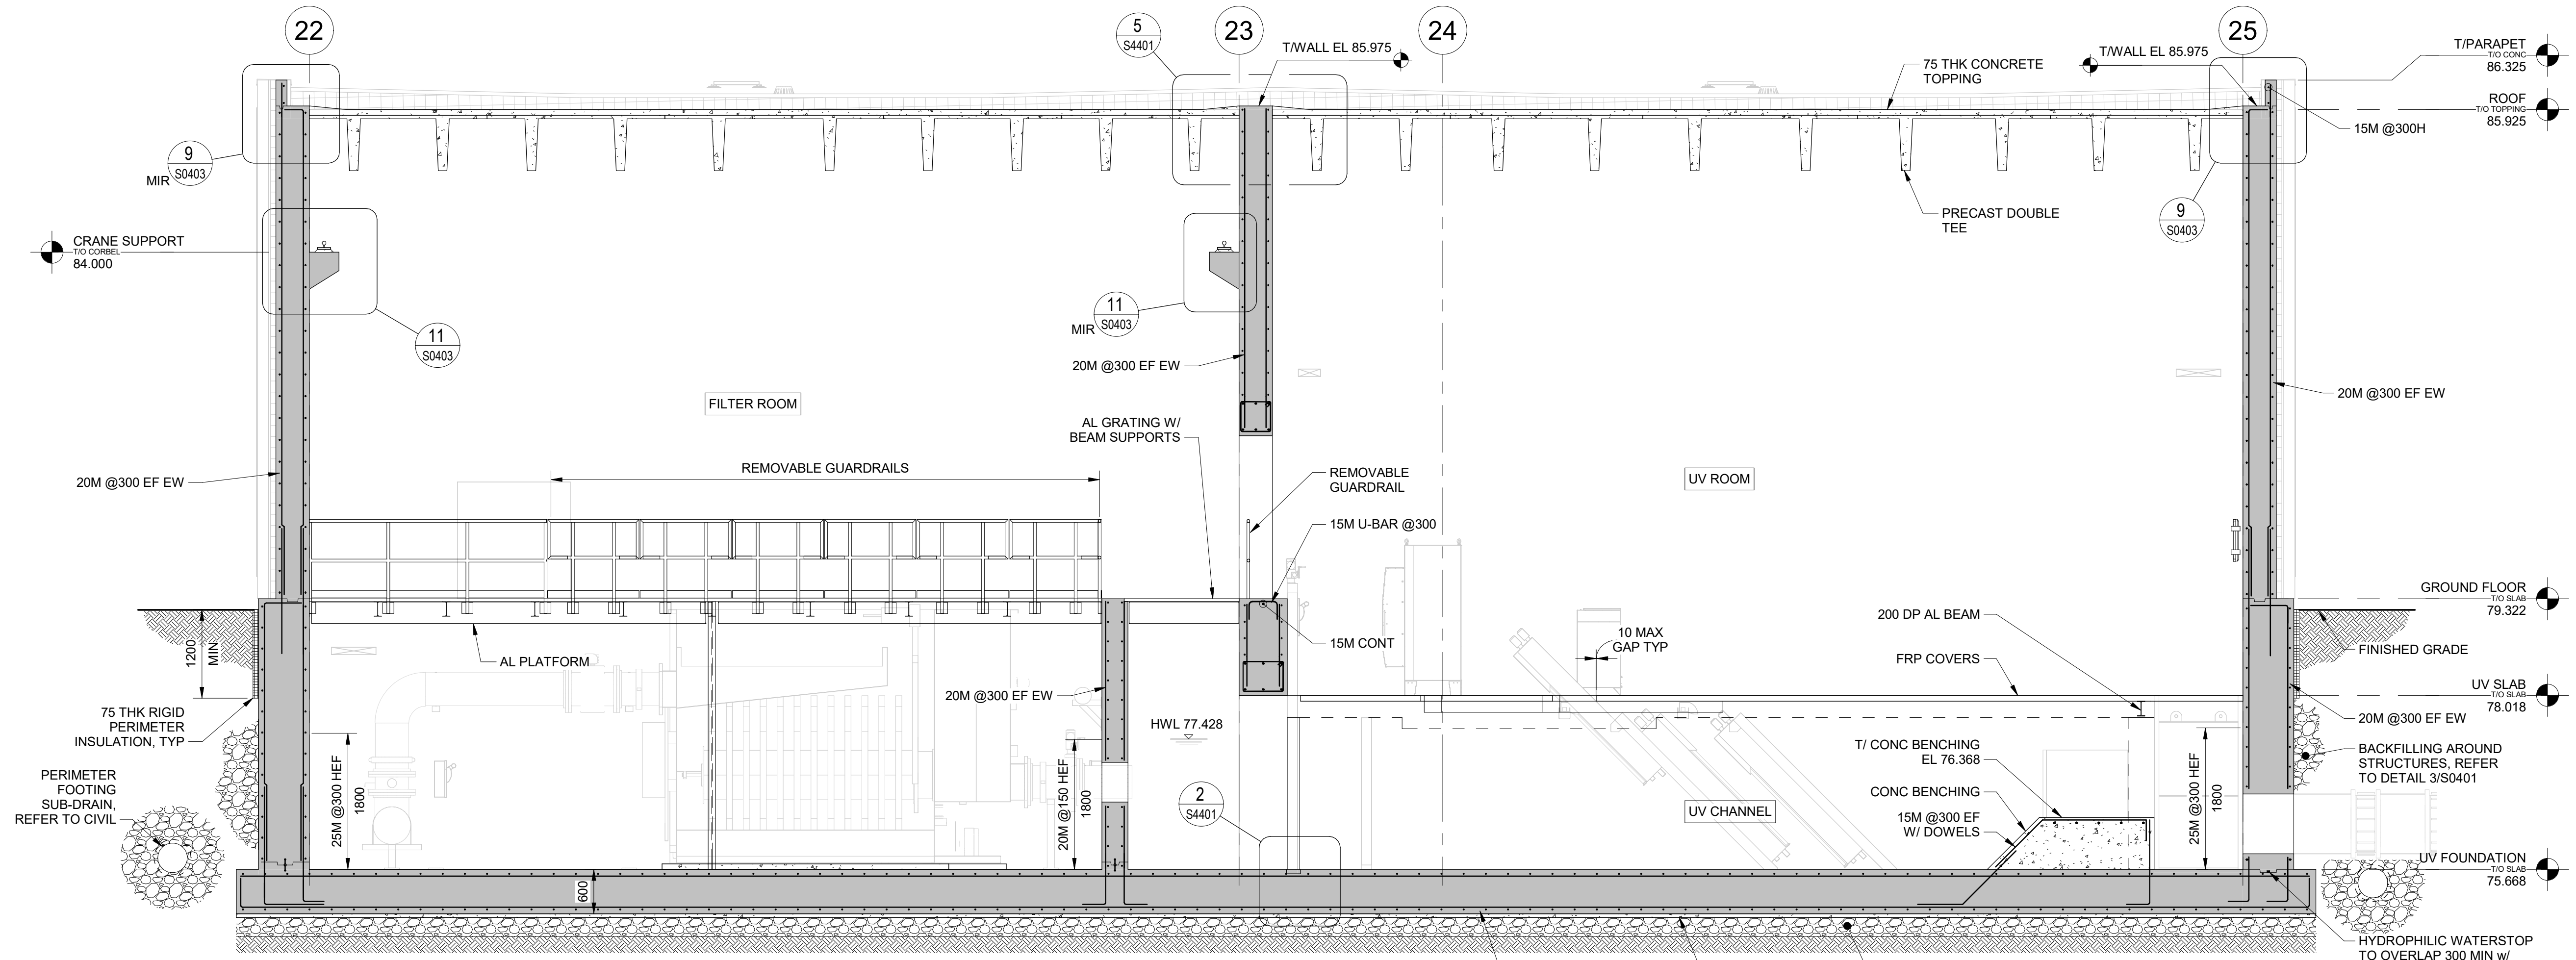 22
5
S4401
23
24
25
T/WALL EL 85.975
T/WALL EL 85.975
T/PARAPET
T/O CONC
86.325
75 THK CONCRETE
TOPPING
ROOF
T/O TOPPING
85.925
15M @300H
9
S0403
MIR
PRECAST DOUBLE
TEE
9
S0403
CRANE SUPPORT
T/O CORBEL
84.000
11
S0403
11
S0403
MIR
20M @300 EF EW
20M @300 EF EW
FILTER ROOM
AL GRATING W/
BEAM SUPPORTS
REMOVABLE GUARDRAILS
REMOVABLE
GUARDRAIL
UV ROOM
20M @300 EF EW
15M U-BAR @300
GROUND FLOOR
T/O SLAB
79.322
1200
MIN
AL PLATFORM
15M CONT
10 MAX
GAP TYP
200 DP AL BEAM
FRP COVERS
FINISHED GRADE
20M @300 EF EW
UV SLAB
T/O SLAB
78.018
75 THK RIGID
PERIMETER
INSULATION, TYP
HWL 77.428
20M @300 EF EW
T/ CONC BENCHING
EL 76.368
BACKFILLING AROUND
STRUCTURES, REFER
TO DETAIL 3/S0401
PERIMETER
FOOTING
SUB-DRAIN,
REFER TO CIVIL
25M @300 HEF
1800
20M @150 HEF
1800
2
S4401
UV CHANNEL
CONC BENCHING
15M @300 EF
W/ DOWELS
25M @300 HEF
1800
UV FOUNDATION
T/O SLAB
75.668
600
HYDROPHILIC WATERSTOP
TO OVERLAP 300 MIN w/